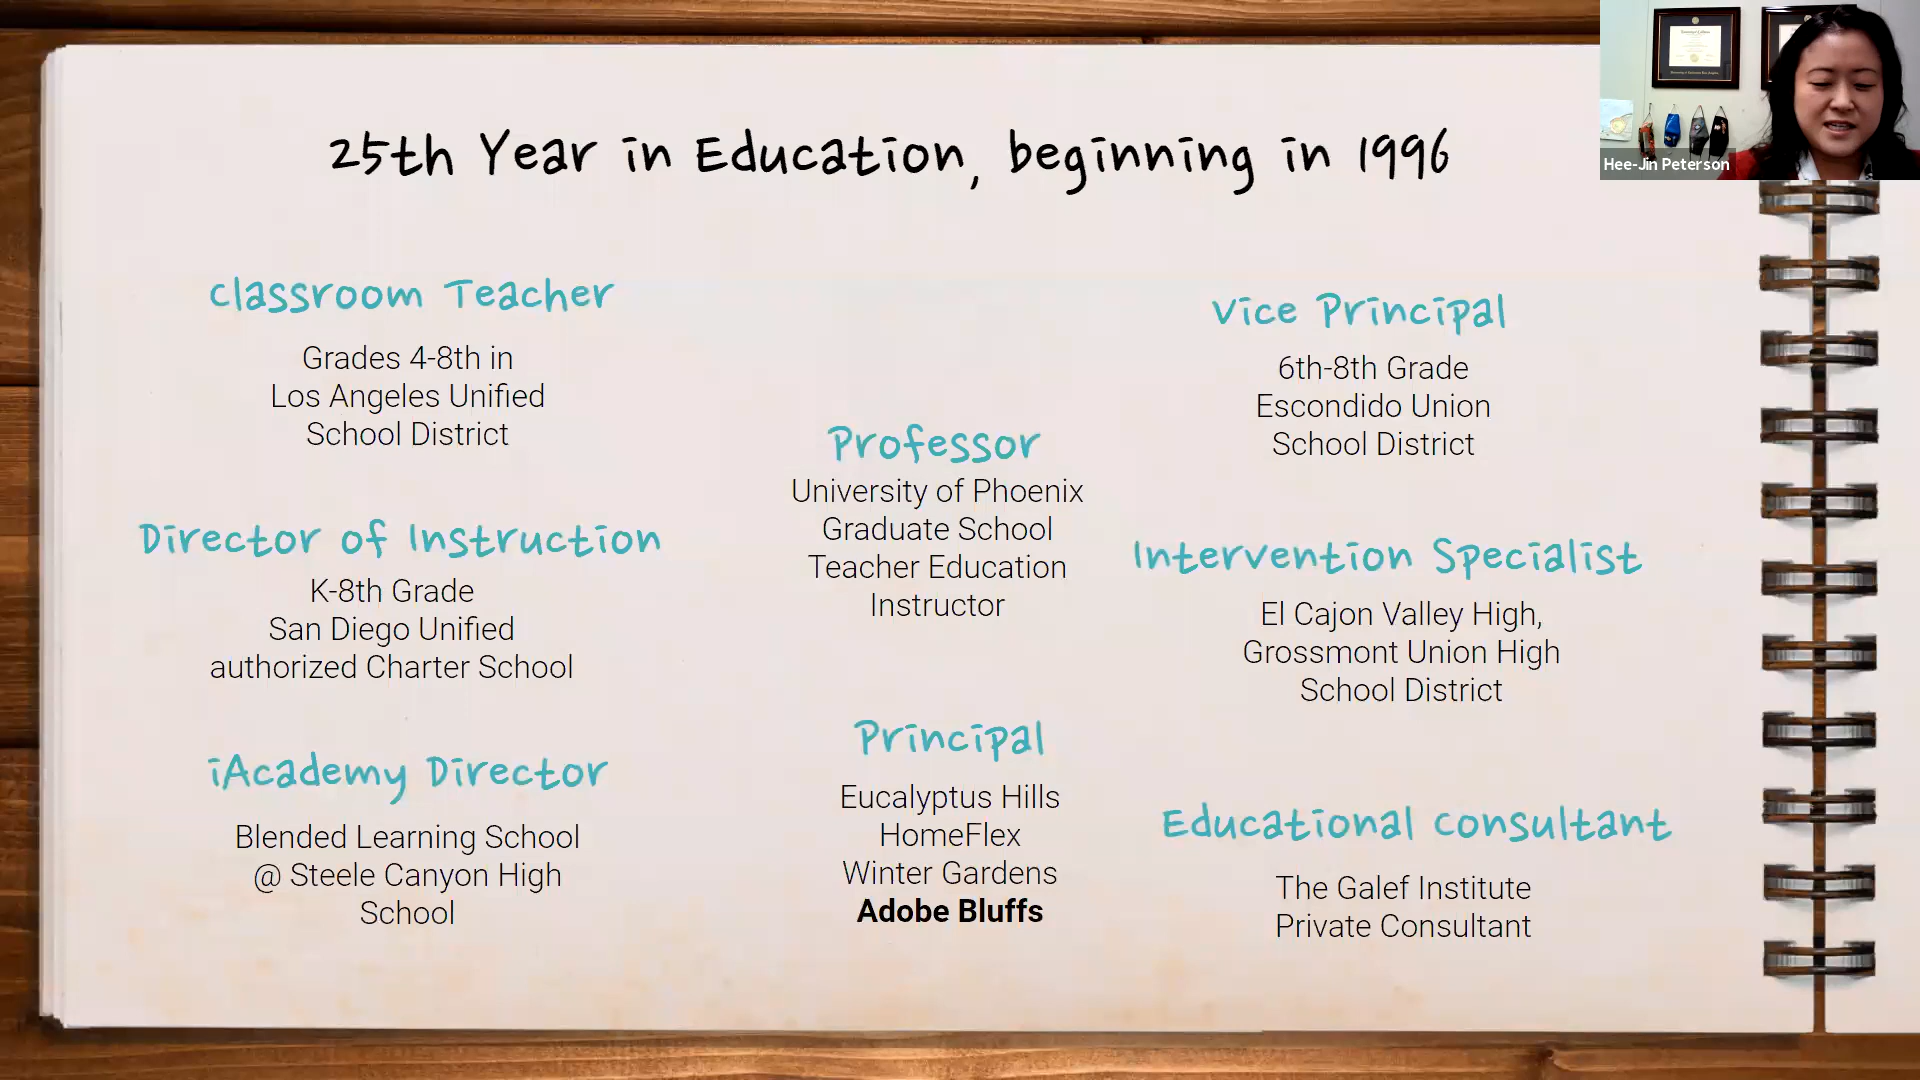 25th Year in Education, beginning in 1996
Hee-Jin Peterson
Classroom Teacher
Grades 4-8th in
Los Angeles Unified
School District
Director of Instruction
K-8th Grade
San Diego Unified
authorized Charter School
iAcademy Director
Blended Learning School
@ Steele Canyon High
School
Professor
University of Phoenix
Graduate School
Teacher Education
Instructor
Principal
Eucalyptus Hills
HomeFlex
Winter Gardens
Adobe Bluffs
Vice Principal
6th-8th Grade
Escondido Union
School District
Intervention Specialist
El Cajon Valley High,
Grossmont Union High
School District
Educational Consultant
The Galef Institute
Private Consultant